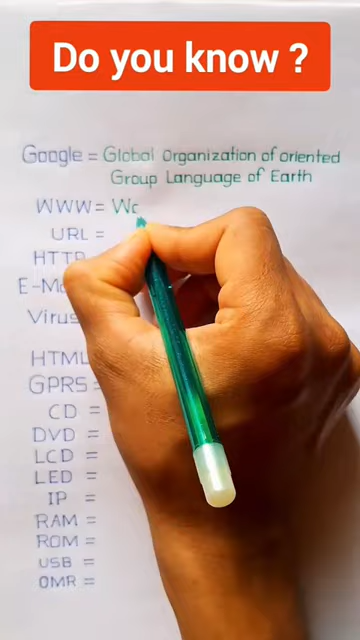 Do you know ?
Google = Global Organization of oriented
Group Language of Earth
WWW = Wo
URL =
HTTP
E-Ma
Virus
HTML
GPRS =
CD =
DVD =
LCD =
LED =
IP =
RAM =
ROM =
USB =
OMR =